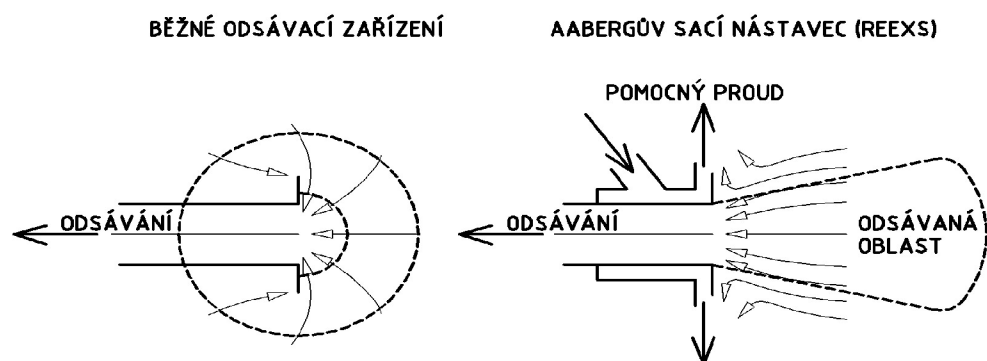 BĚŽNÉ ODSÁVACÍ ZAŘÍZENÍ
AABERGŮV SACÍ NÁSTAVEC (REEXS)
POMOCNÝ PROUD
ODSÁVÁNÍ
ODSÁVÁNÍ
ODSÁVANÁ
OBLAST